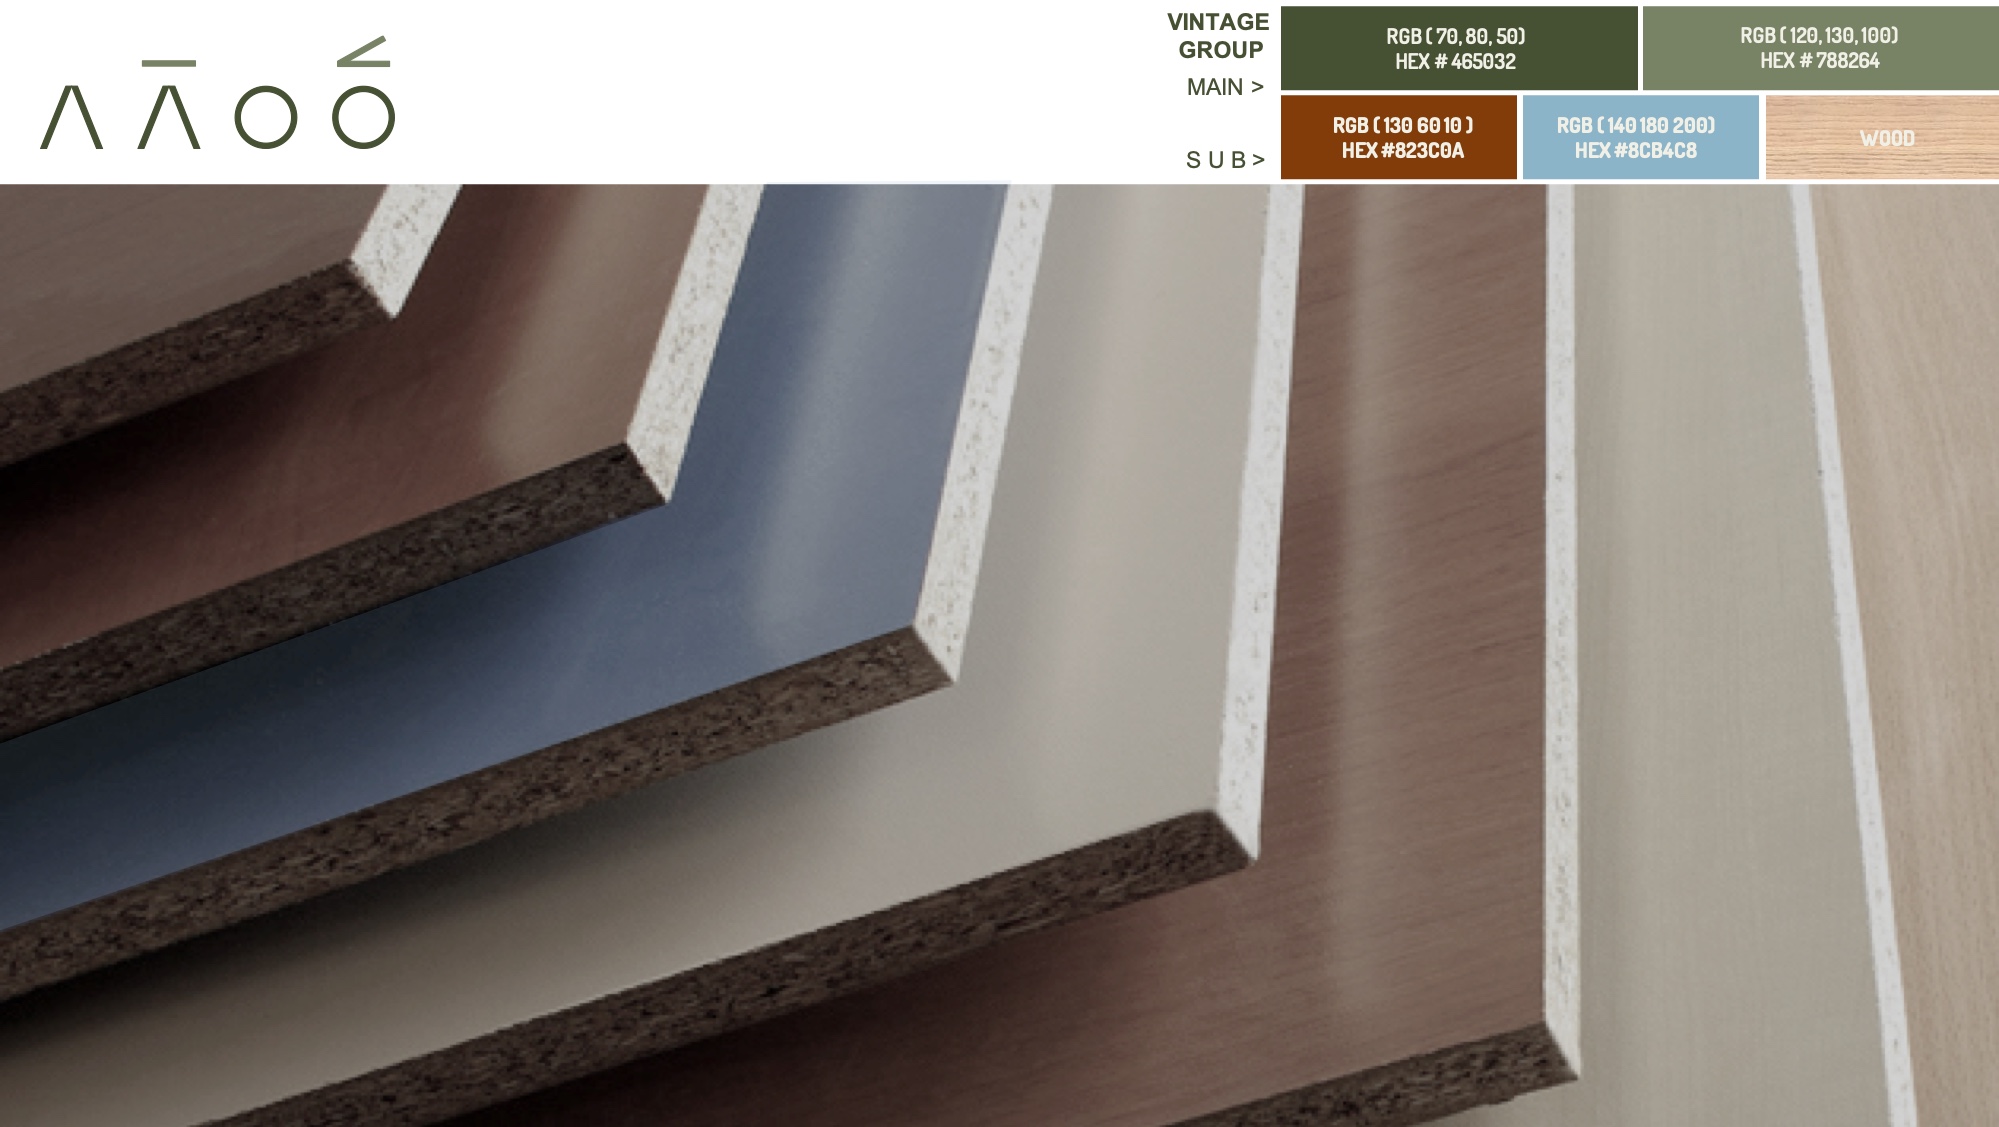 Λ Λ̄ O Ó
VINTAGE
GROUP
MAIN >
S U B >
RGB ( 70, 80, 50)
HEX # 465032
RGB ( 120,130,100)
HEX # 788264
RGB ( 130 60 10 )
HEX #823C0A
RGB ( 140 180 200)
HEX #8CB4C8
WOOD